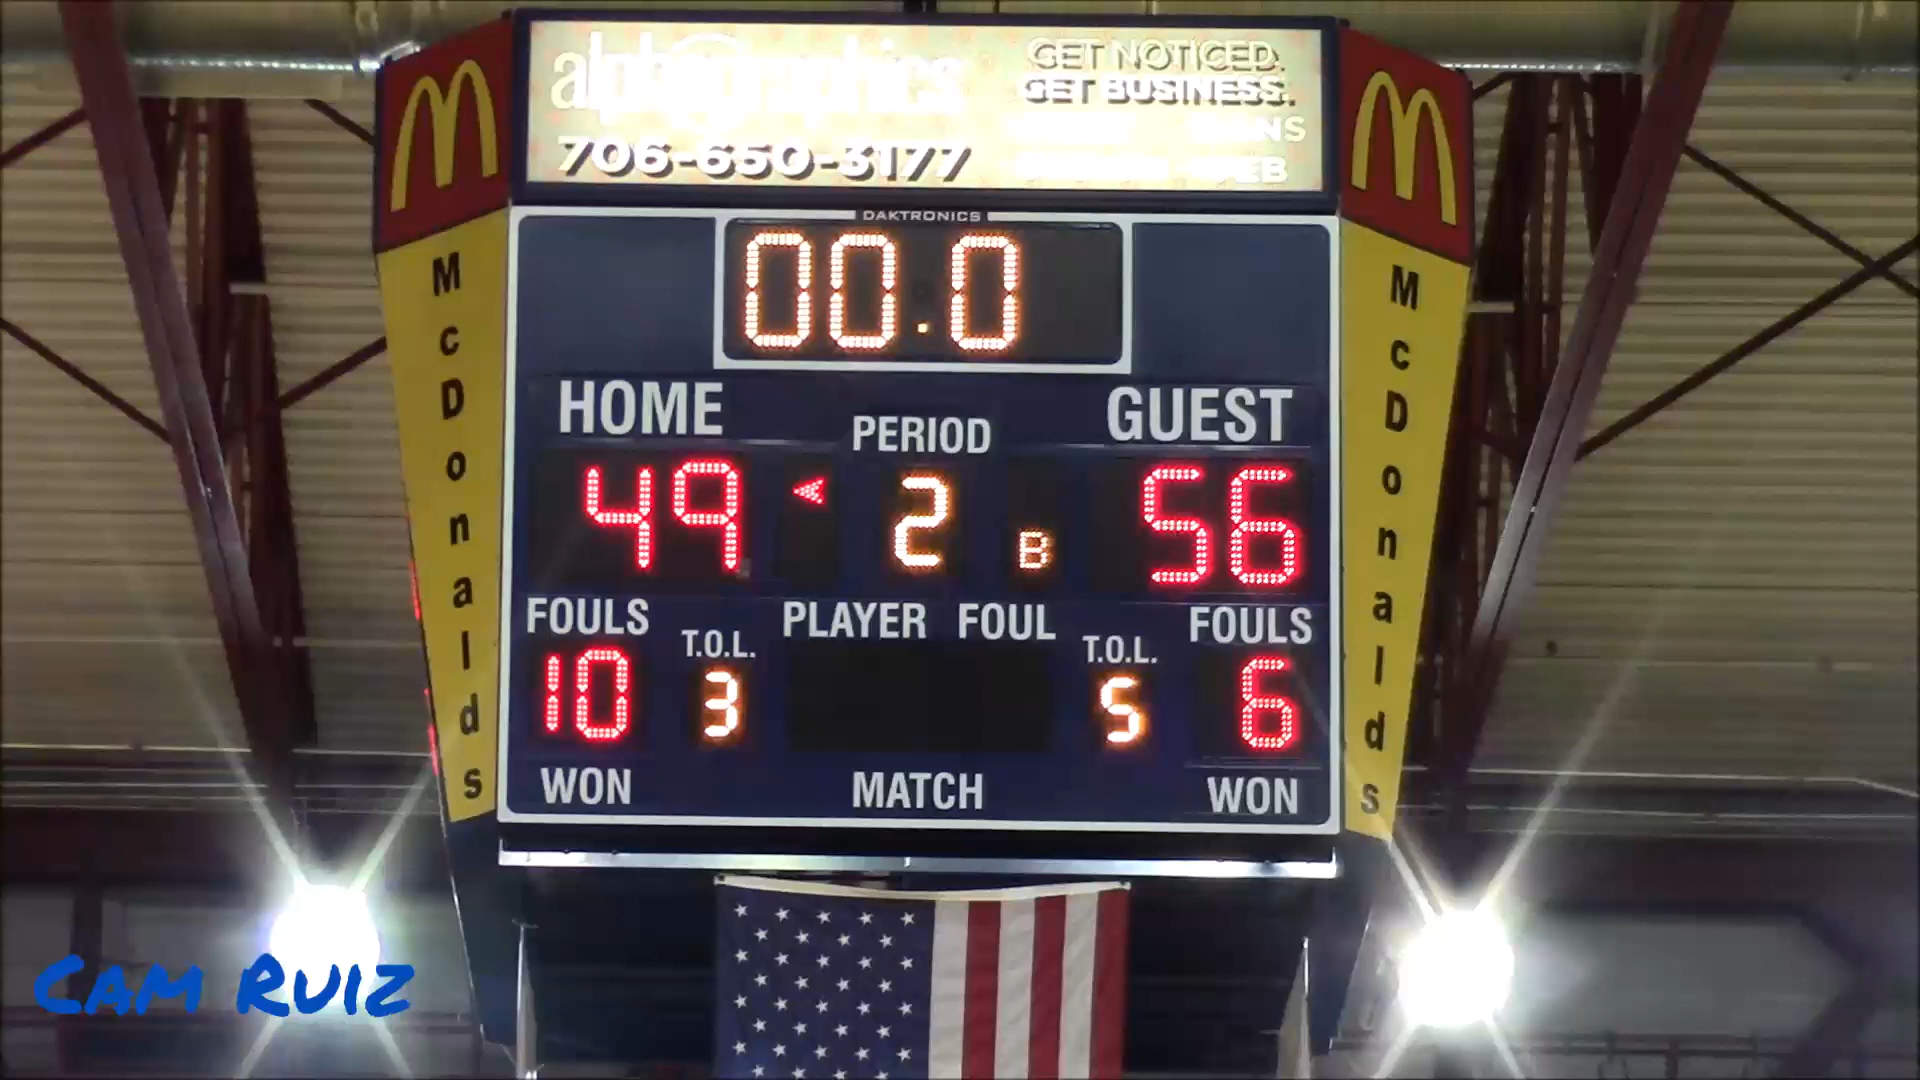 alphagraphics
GET NOTICED.
GET BUSINESS.
706-650-3177
DAKTRONICS
McDonalds
McDonalds
00.0
HOME
PERIOD
GUEST
49
2
B
56
FOULS
T.O.L.
PLAYER FOUL
T.O.L.
FOULS
10
3
5
6
WON
MATCH
WON
Cam Ruiz